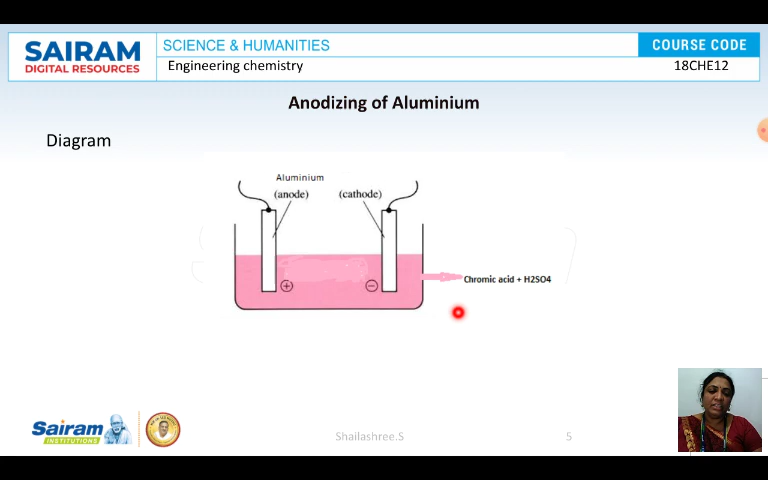 SAIRAM
DIGITAL RESOURCES
SCIENCE & HUMANITIES
COURSE CODE
Engineering chemistry
18CHE12
Anodizing of Aluminium
Diagram
Aluminium
(anode)
(cathode)
+
−
Chromic acid + H2SO4
Sairam
INSTITUTIONS
Shailashree.S
5